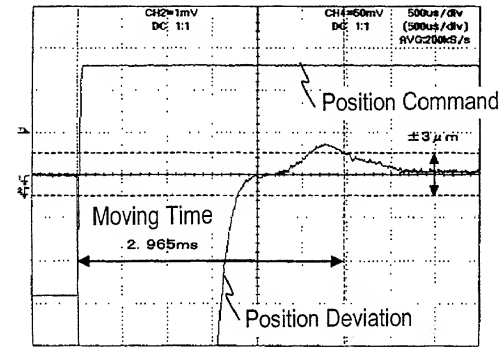 CH2=1mV
DC 1:1
CH4=50mV
DC 1:1
500us/div
(500us/div)
AVG:200kS/s
Position Command
±3μm
Moving Time
2. 965ms
Position Deviation